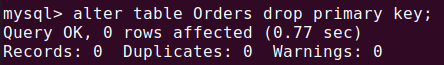 mysql> alter table Orders drop primary key;
Query OK, 0 rows affected (0.77 sec)
Records: 0  Duplicates: 0  Warnings: 0